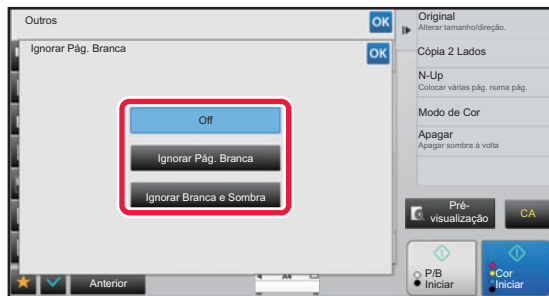 Outros
OK
Ignorar Pág. Branca
OK
Off
Ignorar Pág. Branca
Ignorar Branca e Sombra
Anterior
A4
Original
Alterar tamanho/direção.
Cópia 2 Lados
N-Up
Colocar várias pág. numa pág.
Modo de Cor
Apagar
Apagar sombra à volta
Pré-
visualização
CA
P/B
Iniciar
Cor
Iniciar